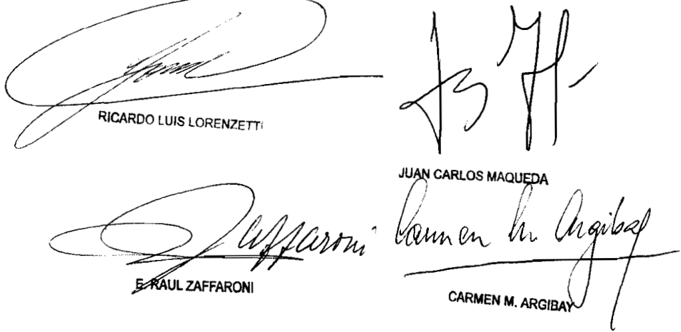 RICARDO LUIS LORENZETTI
JUAN CARLOS MAQUEDA
Zaffaroni
Carmen M Argibay
E. RAUL ZAFFARONI
CARMEN M. ARGIBAY